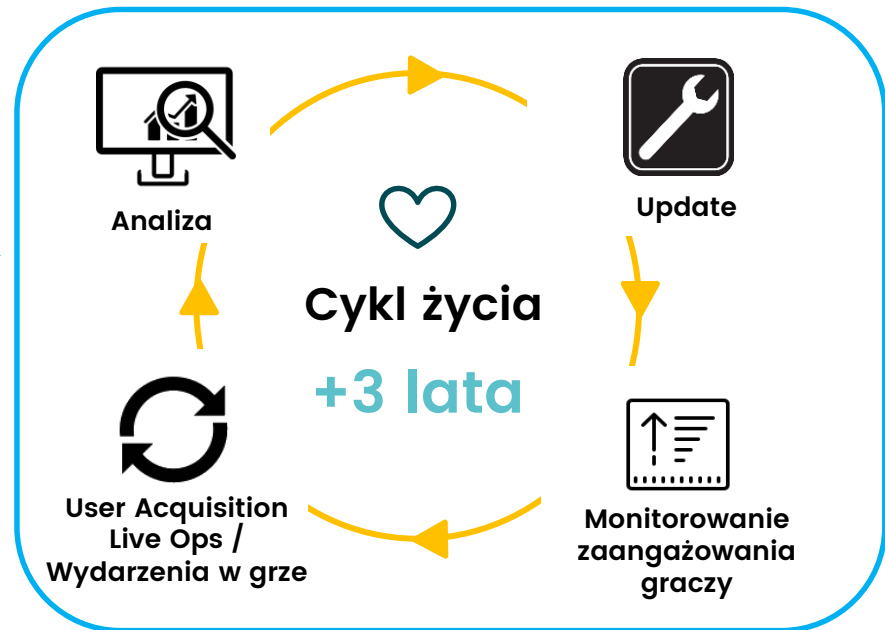 Analiza
Update
Cykl życia
+3 lata
User Acquisition
Live Ops /
Wydarzenia w grze
Monitorowanie
zaangażowania
graczy